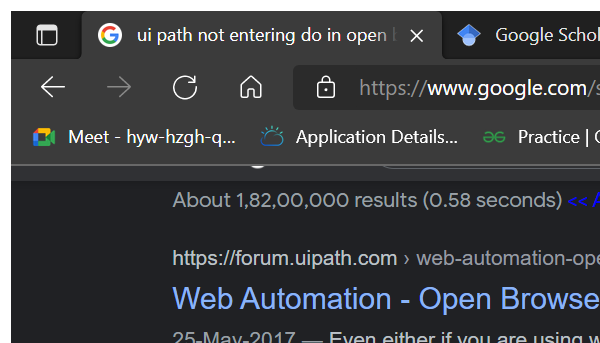 ui path not entering do in open
Google Schol
https://www.google.com/s
Meet - hyw-hzgh-q...
Application Details...
Practice |
About 1,82,00,000 results (0.58 seconds) <<
https://forum.uipath.com › web-automation-ope
Web Automation - Open Browse
25-May-2017 — Even either if you are using w